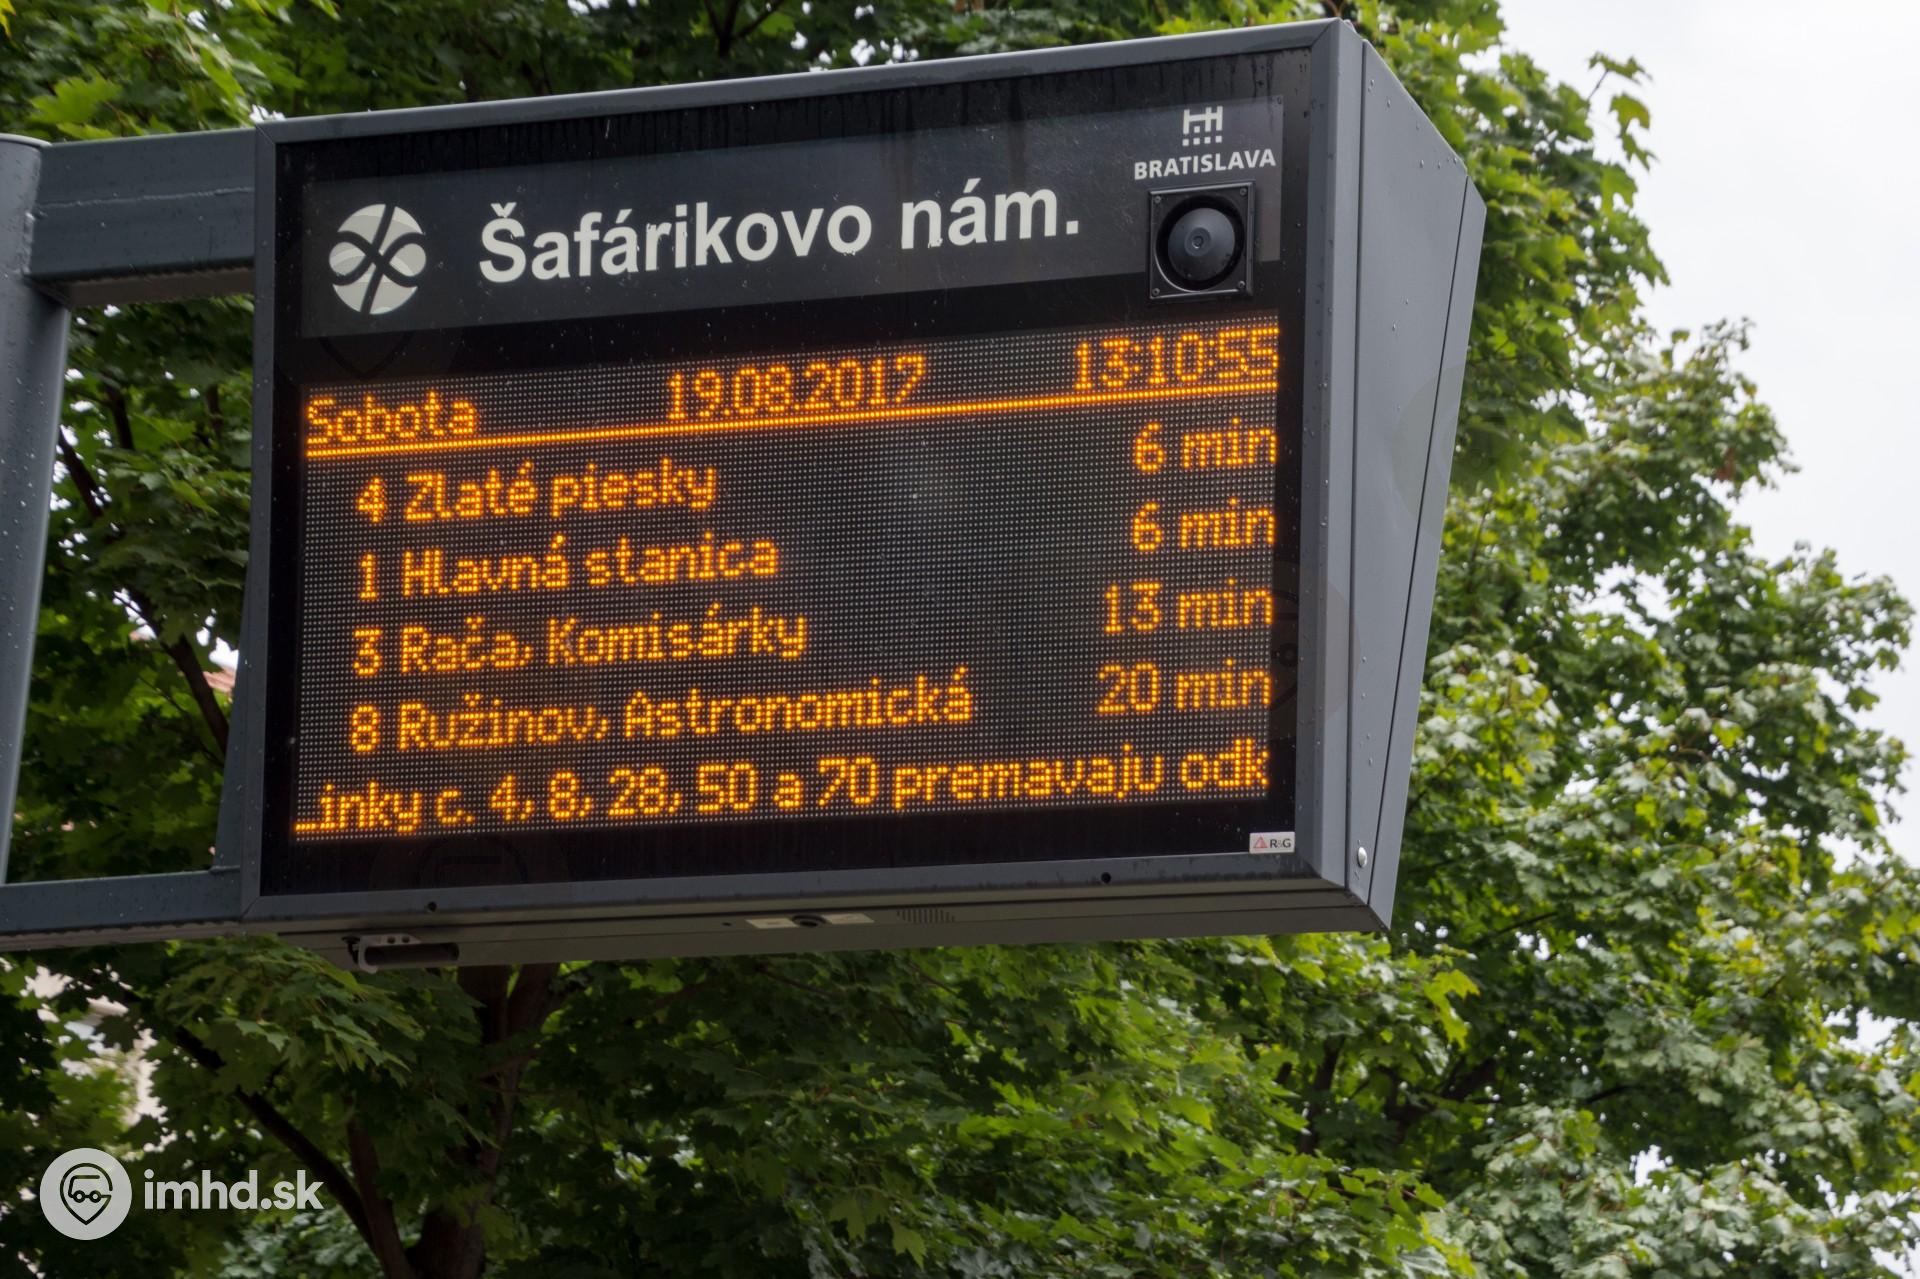 BRATISLAVA
Šafárikovo nám.
Sobota 19.08.2017 13:10:55
4 Zlaté piesky 6 min
1 Hlavná stanica 6 min
3 Rača, Komisárky 13 min
8 Ružinov, Astronomická 20 min
…inky c. 4, 8, 28, 50 a 70 premavaju odk
R&G
imhd.sk